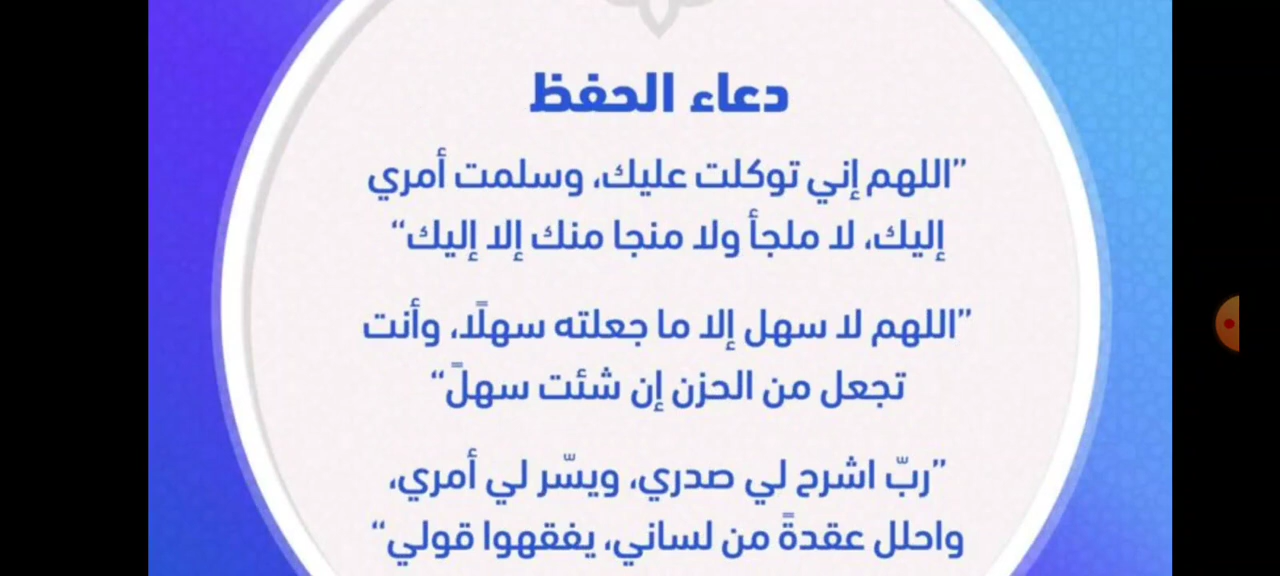 دعاء الحفظ
”اللهم إني توكلت عليك، وسلمت أمري
إليك، لا ملجأ ولا منجا منك إلا إليك“
”اللهم لا سهل إلا ما جعلته سهلًا، وأنت
تجعل من الحزن إن شئت سهلً“
”ربّ اشرح لي صدري، ويسّر لي أمري،
واحلل عقدةً من لساني، يفقهوا قولي“